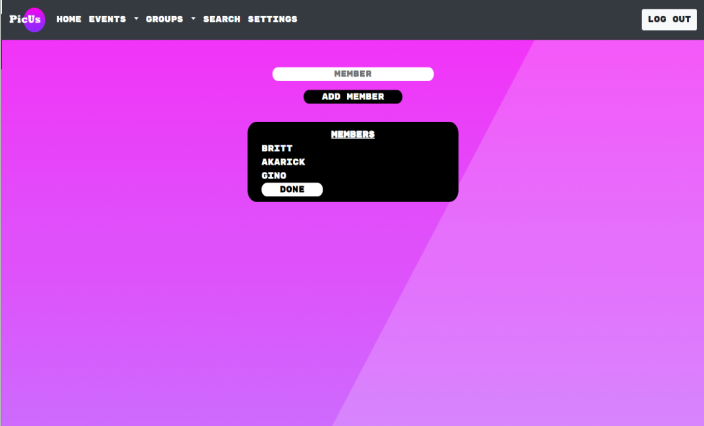 PicUs HOME EVENTS GROUPS SEARCH SETTINGS LOG OUT
MEMBER
ADD MEMBER
MEMBERS
BRITT
AKARICK
GINO
DONE